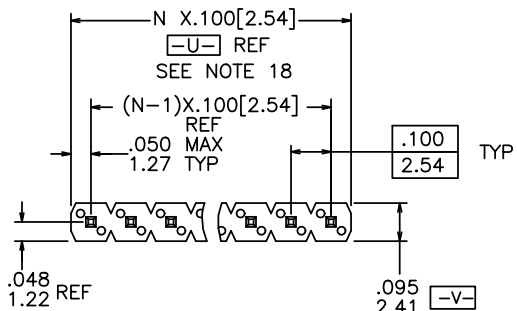 N X.100[2.54]
-U- REF
SEE NOTE 18
(N-1)X.100[2.54]
REF
.050 MAX
1.27 TYP
.100
2.54
TYP
.048
1.22 REF
.095
2.41 -V-